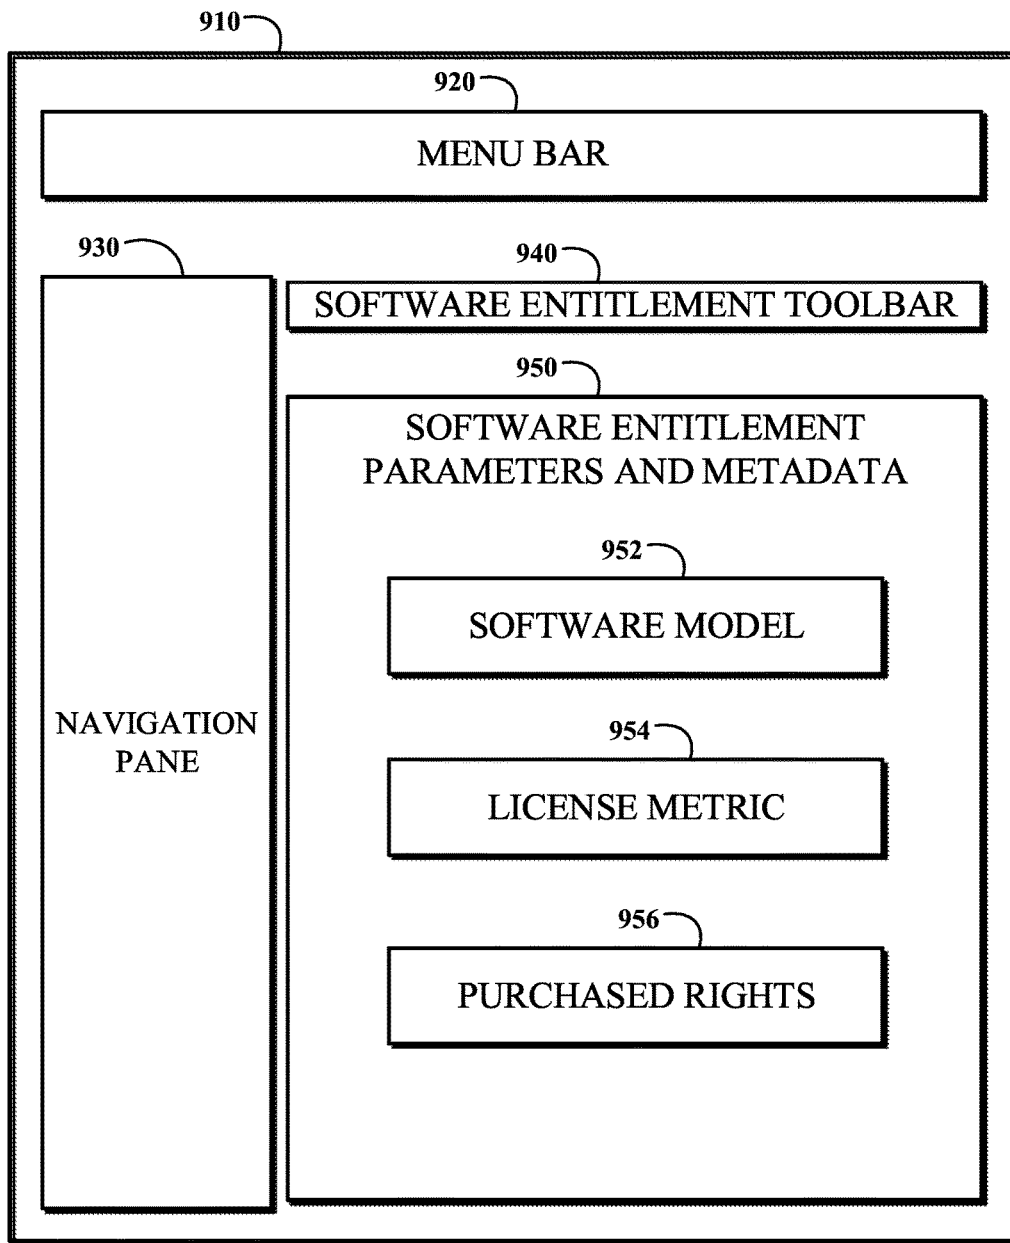 910
920
MENU BAR
930
940
SOFTWARE ENTITLEMENT TOOLBAR
950
SOFTWARE ENTITLEMENT
PARAMETERS AND METADATA
952
SOFTWARE MODEL
NAVIGATION
PANE
954
LICENSE METRIC
956
PURCHASED RIGHTS